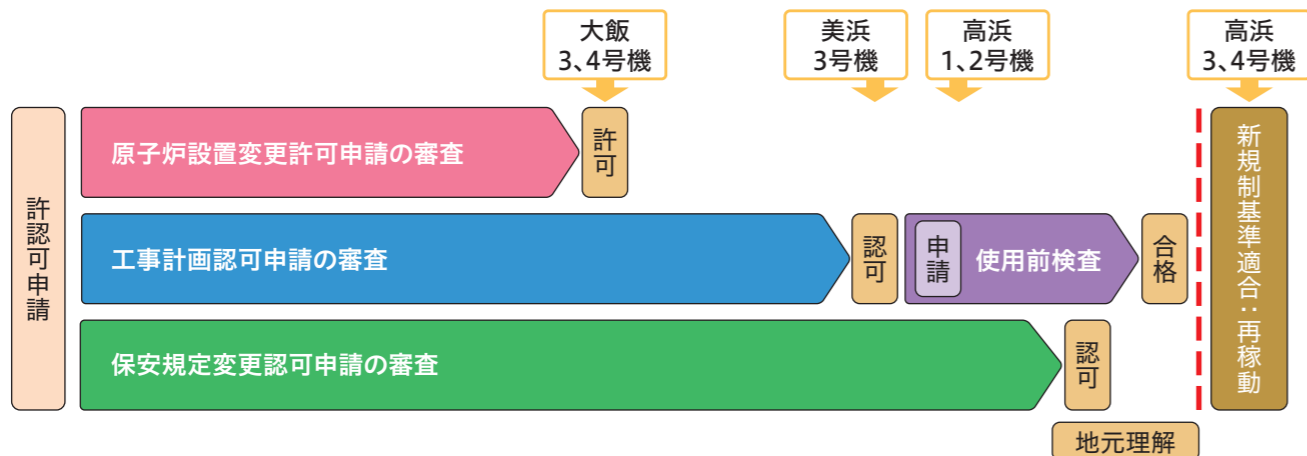 大飯
3、4号機
美浜
3号機
高浜
1、2号機
高浜
3、4号機
許認可申請
原子炉設置変更許可申請の審査
許可
工事計画認可申請の審査
認可
申請
使用前検査
合格
保安規定変更認可申請の審査
認可
地元理解
新規制基準適合：再稼動